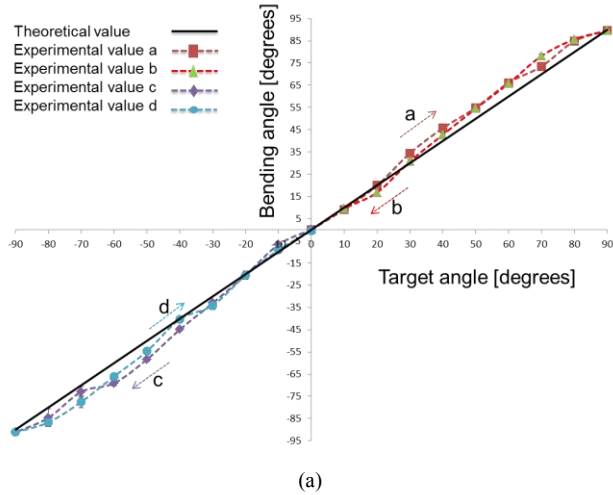 Theoretical value
Experimental value a
Experimental value b
Experimental value c
Experimental value d
Bending angle [degrees]
95
85
75
65
55
45
35
25
15
5
-5
-15
-25
-35
-45
-55
-65
-75
-85
-95
-90 -80 -70 -60 -50 -40 -30 -20 -10 0 10 20 30 40 50 60 70 80 90
Target angle [degrees]
a
b
d
c
(a)